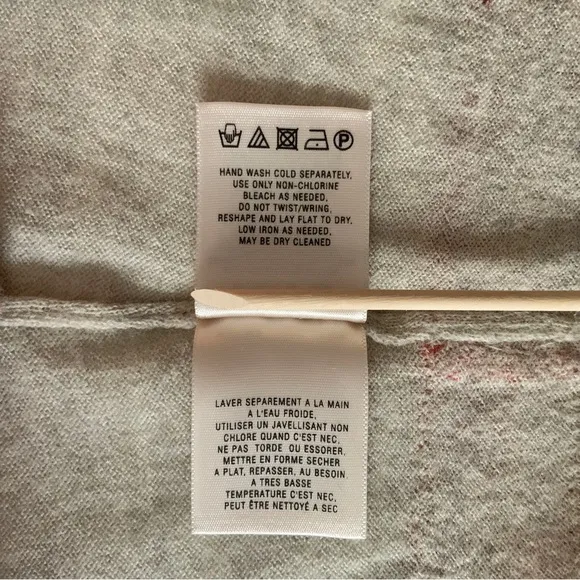 P
HAND WASH COLD SEPARATELY,
USE ONLY NON-CHLORINE
BLEACH AS NEEDED,
DO NOT TWIST/WRING,
RESHAPE AND LAY FLAT TO DRY.
LOW IRON AS NEEDED,
MAY BE DRY CLEANED
LAVER SEPAREMENT A LA MAIN
A L'EAU FROIDE,
UTILISER UN JAVELLISANT NON
CHLORE QUAND C'EST NEC,
NE PAS TORDE OU ESSORER.
METTRE EN FORME SECHER
A PLAT, REPASSER, AU BESOIN
A TRES BASSE
TEMPERATURE C'EST NEC,
PEUT ÊTRE NETTOYÉ A SEC